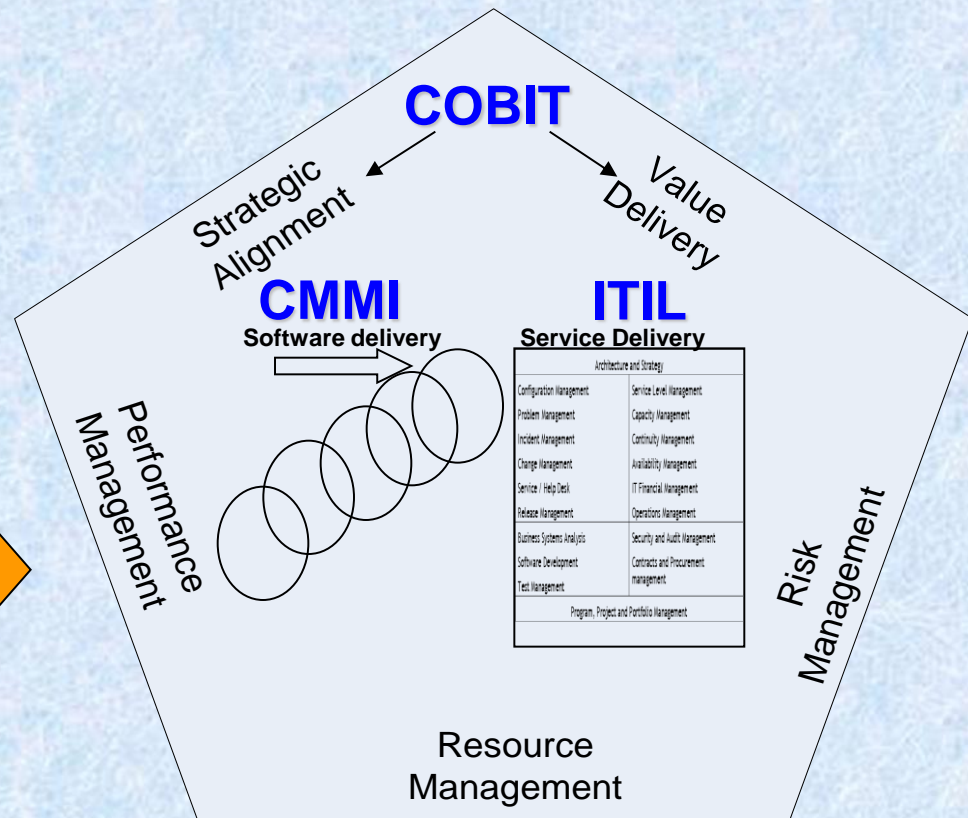 COBIT
Strategic
Alignment
Value
Delivery
CMMI
Software delivery
ITIL
Service Delivery
Architecture and Strategy
Configuration Management
Service Level Management
Problem Management
Capacity Management
Incident Management
Continuity Management
Change Management
Availability Management
Service / Help Desk
IT Financial Management
Release Management
Operations Management
Business Systems Analysis
Security and Audit Management
Software Development
Contracts and Procurement
management
Test Management
Program, Project and Portfolio Management
Performance
Management
Risk
Management
Resource
Management